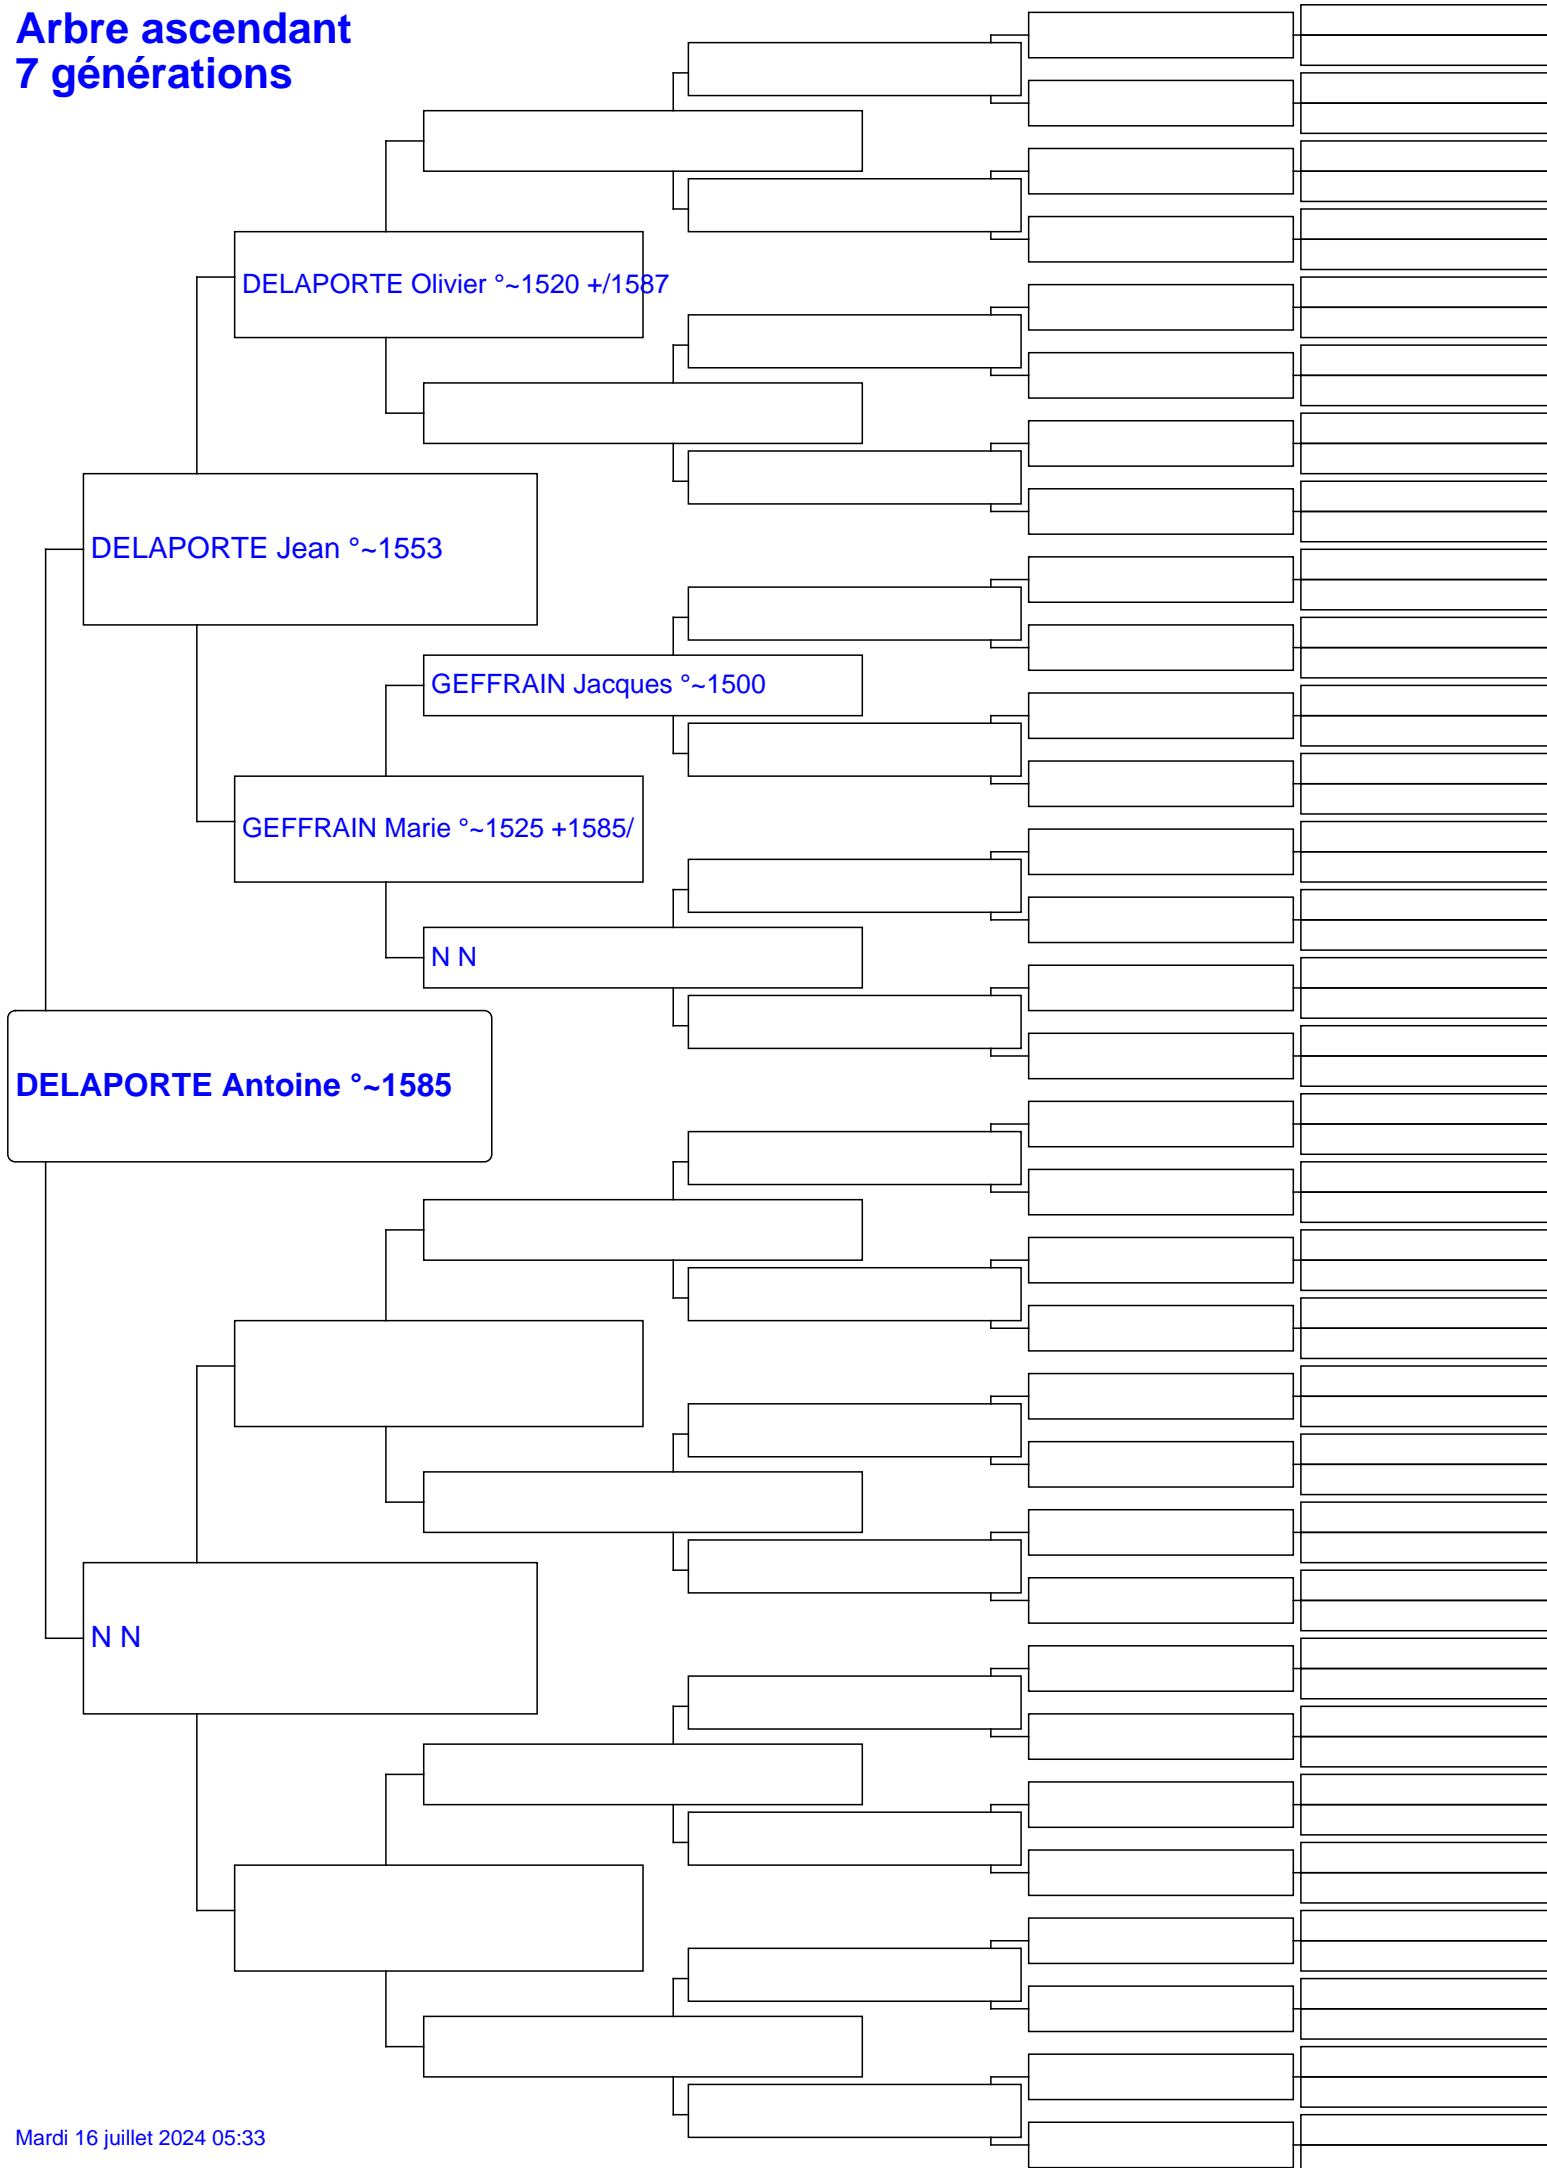 Arbre ascendant
7 générations
DELAPORTE Olivier °~1520 +/1587
DELAPORTE Jean °~1553
GEFFRAIN Jacques °~1500
GEFFRAIN Marie °~1525 +1585/
N N
DELAPORTE Antoine °~1585
N N
Mardi 16 juillet 2024 05:33